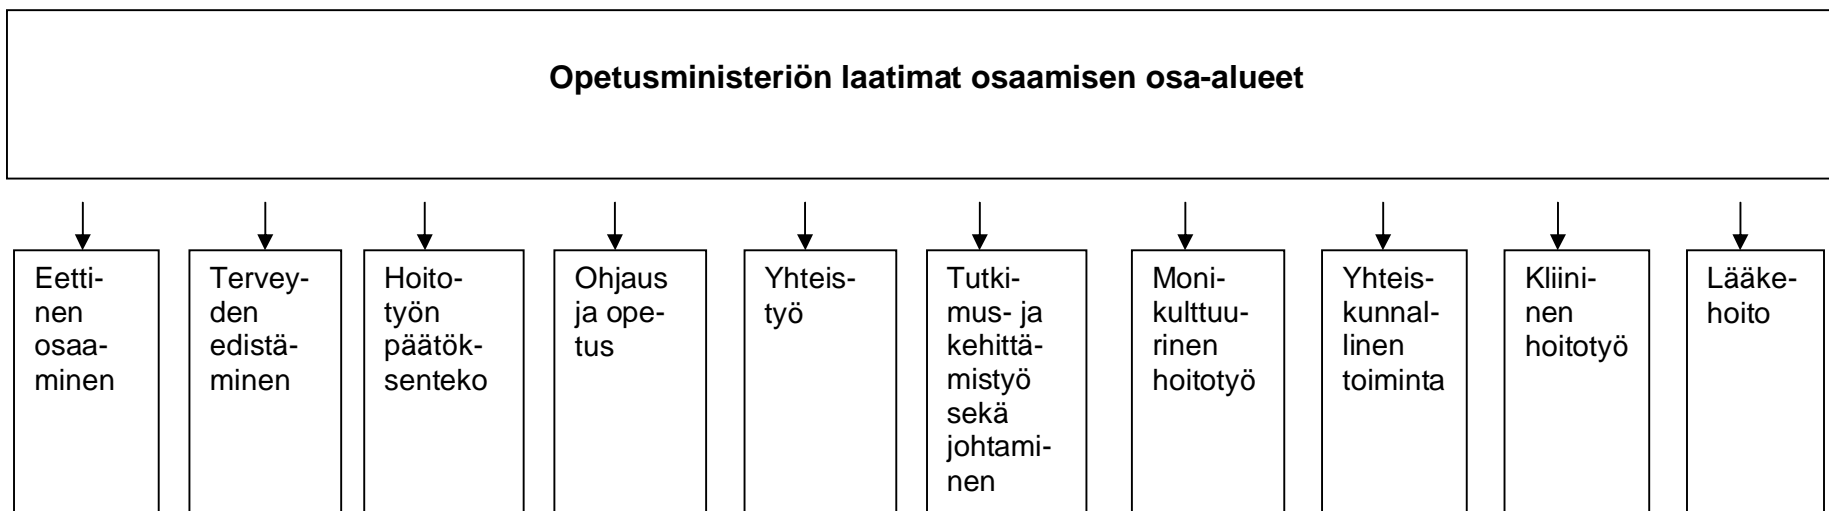 Opetusministeriön laatimat osaamisen osa-alueet
Eetti-
nen
osaa-
minen
Tervey-
den
edistä-
minen
Hoito-
työn
päätök-
senteko
Ohjaus
ja ope-
tus
Yhteis-
työ
Tutki-
mus- ja
kehittä-
mistyö
sekä
johtami-
nen
Moni-
kulttuu-
rinen
hoitotyö
Yhteis-
kunnal-
linen
toiminta
Kliini-
nen
hoitotyö
Lääke-
hoito